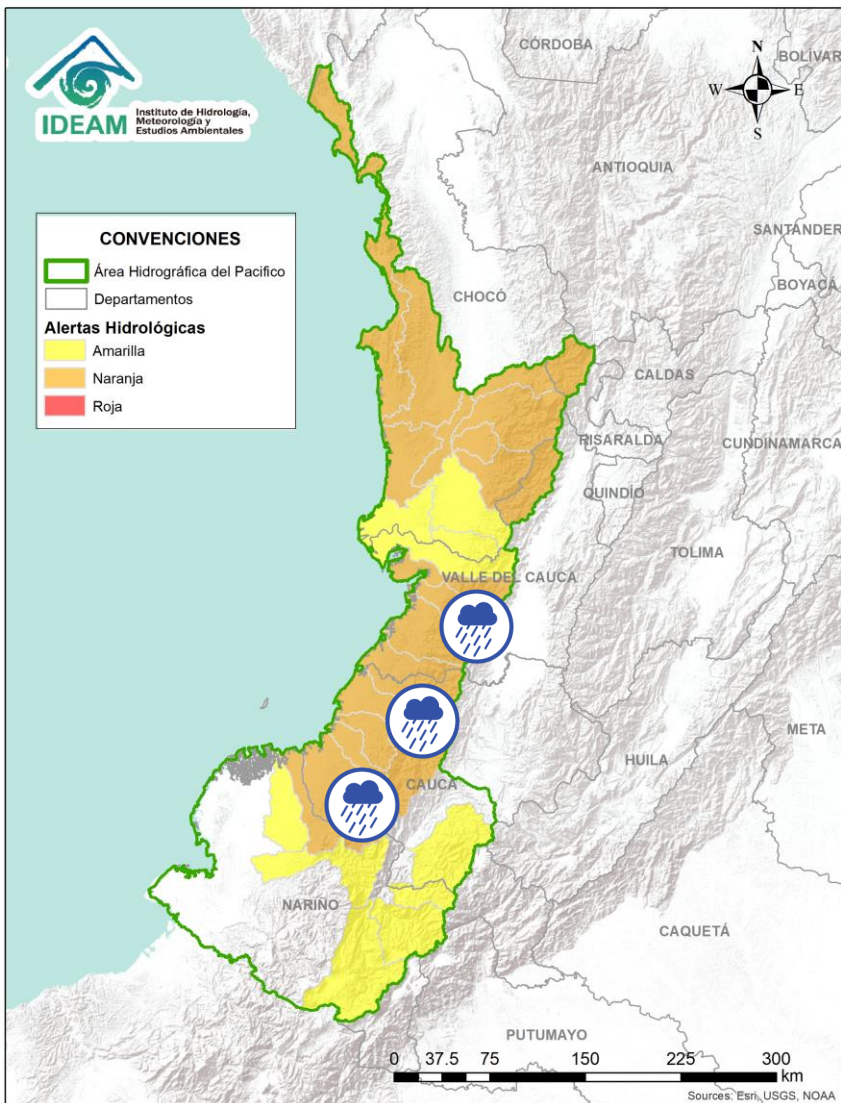 IDEAM
Instituto de Hidrología,
Meteorología y
Estudios Ambientales
CÓRDOBA
BOLÍVAR
N
W
E
S
ANTIOQUIA
SANTANDER
BOYACÁ
CONVENCIONES
Área Hidrográfica del Pacifico
Departamentos
Alertas Hidrológicas
Amarilla
Naranja
Roja
CHOCÓ
CALDAS
RISARALDA
CUNDINAMARCA
QUINDÍO
TOLIMA
VALLE DEL CAUCA
META
HUILA
CAUCA
NARIÑO
CAQUETÁ
PUTUMAYO
0 37.5 75 150 225 300
km
Sources: Esri, USGS, NOAA